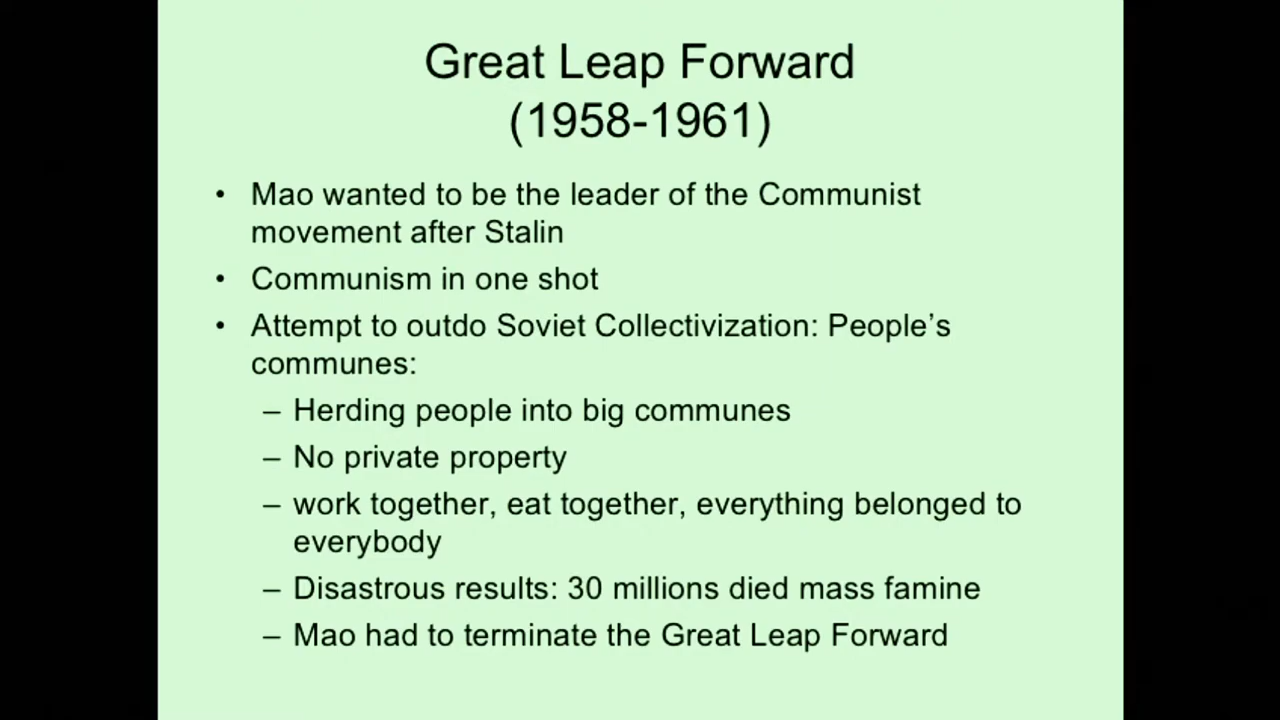 Great Leap Forward
(1958-1961)
• Mao wanted to be the leader of the Communist
movement after Stalin
• Communism in one shot
• Attempt to outdo Soviet Collectivization: People’s
communes:
– Herding people into big communes
– No private property
– work together, eat together, everything belonged to
everybody
– Disastrous results: 30 millions died mass famine
– Mao had to terminate the Great Leap Forward